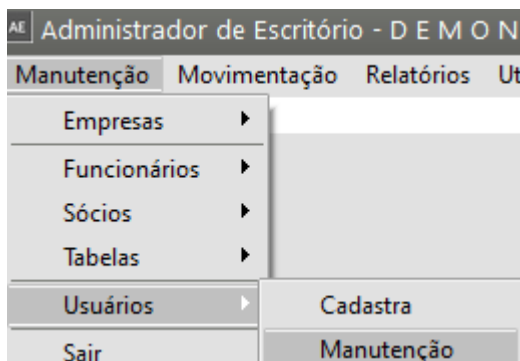 AE Administrador de Escritório - D E M O N
Manutenção Movimentação Relatórios Ut
Empresas
Funcionários
Sócios
Tabelas
Usuários Cadastra
Sair Manutenção